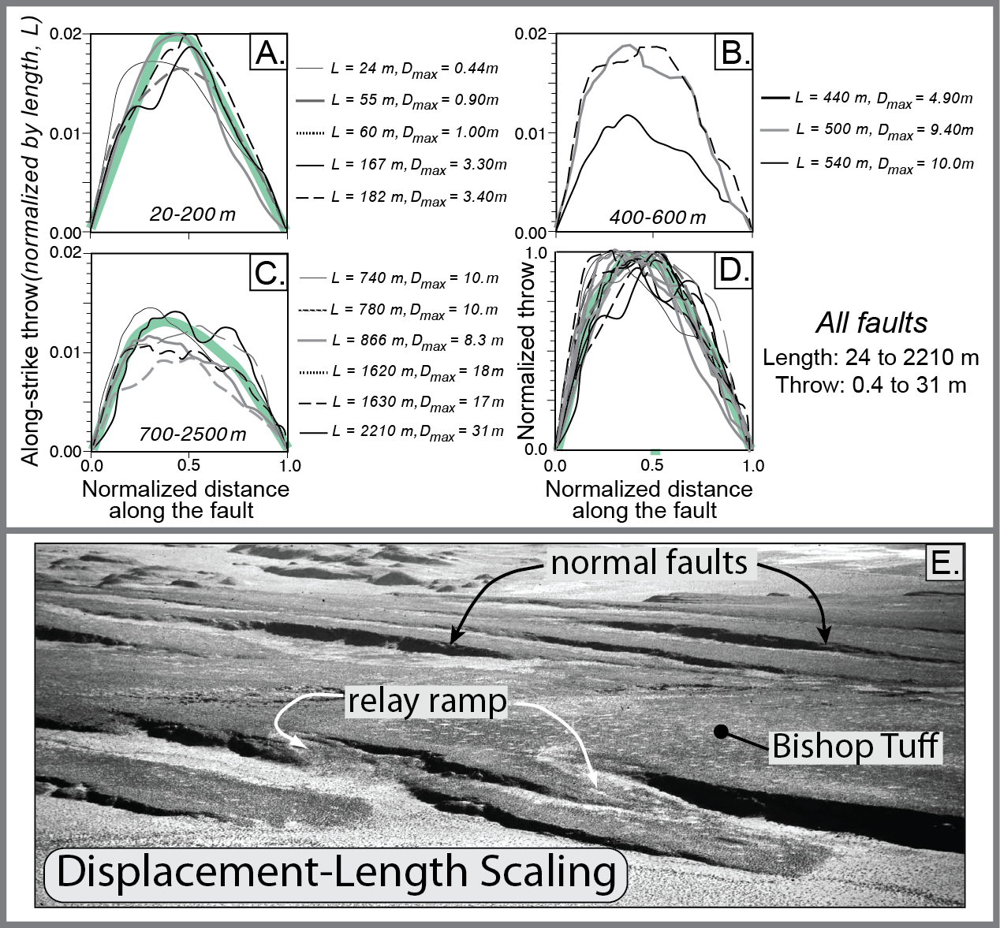 Along-strike throw(normalized by length, L)
0.02
0.01
0.00
A.
20-200 m
L = 24 m, Dmax = 0.44m
L = 55 m, Dmax = 0.90m
L = 60 m, Dmax = 1.00m
L = 167 m, Dmax = 3.30m
L = 182 m, Dmax = 3.40m
0.02
0.01
0.00
B.
400-600 m
L = 440 m, Dmax = 4.90m
L = 500 m, Dmax = 9.40m
L = 540 m, Dmax = 10.0m
0.02
0.01
0.00
C.
700-2500 m
0.0
0.5
1.0
Normalized distance
along the fault
L = 740 m, Dmax = 10.m
L = 780 m, Dmax = 10.m
L = 866 m, Dmax = 8.3 m
L = 1620 m, Dmax = 18m
L = 1630 m, Dmax = 17m
L = 2210 m, Dmax = 31m
Normalized throw
1.0
0.0
D.
0.0
0.5
1.0
Normalized distance
along the fault
All faults
Length: 24 to 2210 m
Throw: 0.4 to 31 m
E.
normal faults
relay ramp
Bishop Tuff
Displacement-Length Scaling